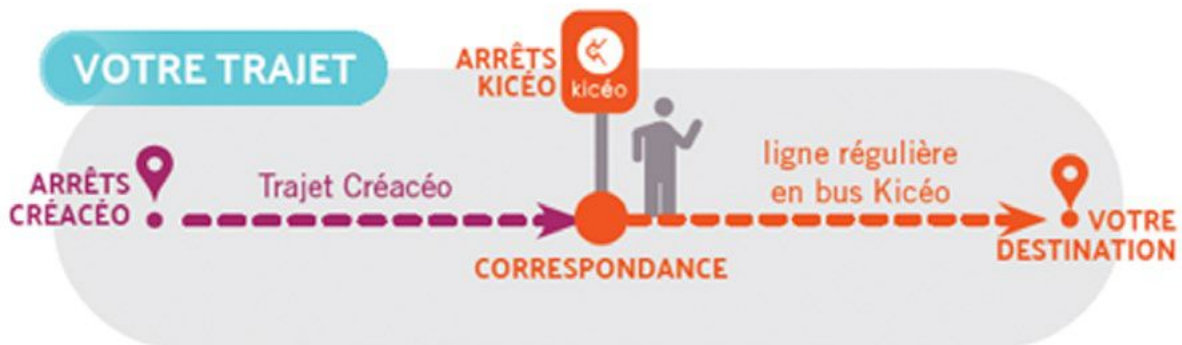 VOTRE TRAJET
ARRÊTS
KICÉO
kicéo
ARRÊTS
CRÉACÉO
Trajet Créacéo
ligne régulière
en bus Kicéo
CORRESPONDANCE
VOTRE
DESTINATION